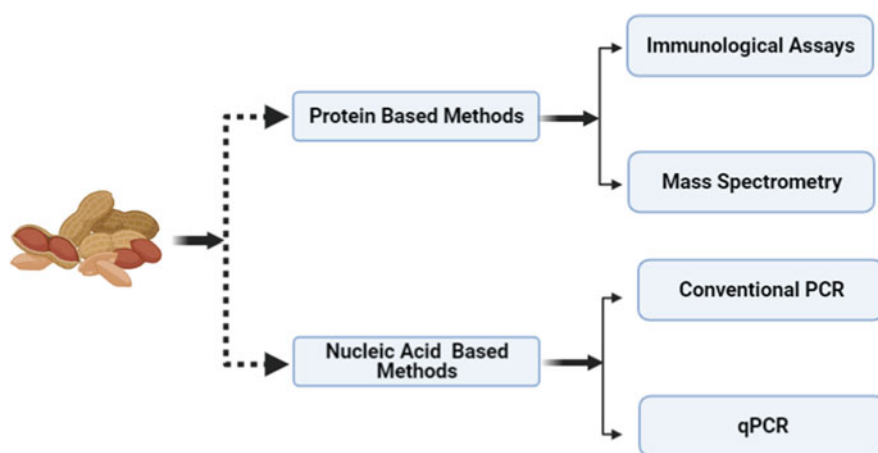 Immunological Assays
Protein Based Methods
Mass Spectrometry
Conventional PCR
Nucleic Acid Based
Methods
qPCR